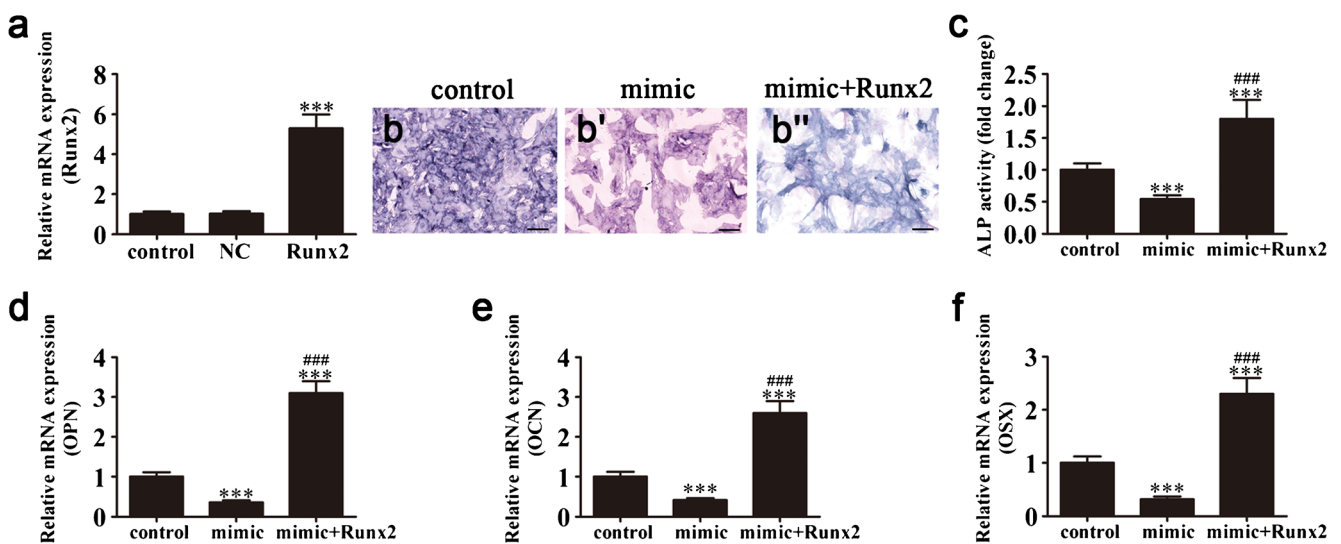 a
Relative mRNA expression
(Runx2)
8
6
4
2
0
***
control NC Runx2
control mimic mimic+Runx2
b b' b''
c
ALP activity (fold change)
2.5
2.0
1.5
1.0
0.5
0.0
***
###
***
control mimic mimic+Runx2
d
Relative mRNA expression
(OPN)
4
3
2
1
0
***
###
***
control mimic mimic+Runx2
e
Relative mRNA expression
(OCN)
4
3
2
1
0
***
###
***
control mimic mimic+Runx2
f
Relative mRNA expression
(OSX)
3
2
1
0
***
###
***
control mimic mimic+Runx2